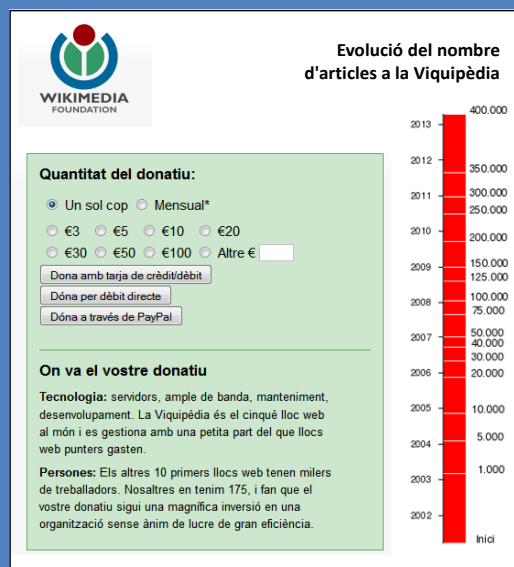 WIKIMEDIA
FOUNDATION
Evolució del nombre
d'articles a la Viquipèdia
Quantitat del donatiu:
Un sol cop Mensual*
€3 €5 €10 €20
€30 €50 €100 Altre €
Dona amb tarja de crèdit/dèbit
Dóna per dèbit directe
Dóna a través de PayPal
On va el vostre donatiu
Tecnologia: servidors, ample de banda, manteniment,
desenvolupament. La Viquipèdia és el cinquè lloc web
al món i es gestiona amb una petita part del que llocs
web punters gasten.
Persones: Els altres 10 primers llocs web tenen milers
de treballadors. Nosaltres en tenim 175, i fan que el
vostre donatiu sigui una magnífica inversió en una
organització sense ànim de lucre de gran eficiència.
400.000
2013
2012
350.000
2011
300.000
250.000
2010
200.000
2009
150.000
125.000
2008
100.000
75.000
2007
50.000
40.000
30.000
2006
20.000
2005
10.000
2004
5.000
2003
1.000
2002
Inici